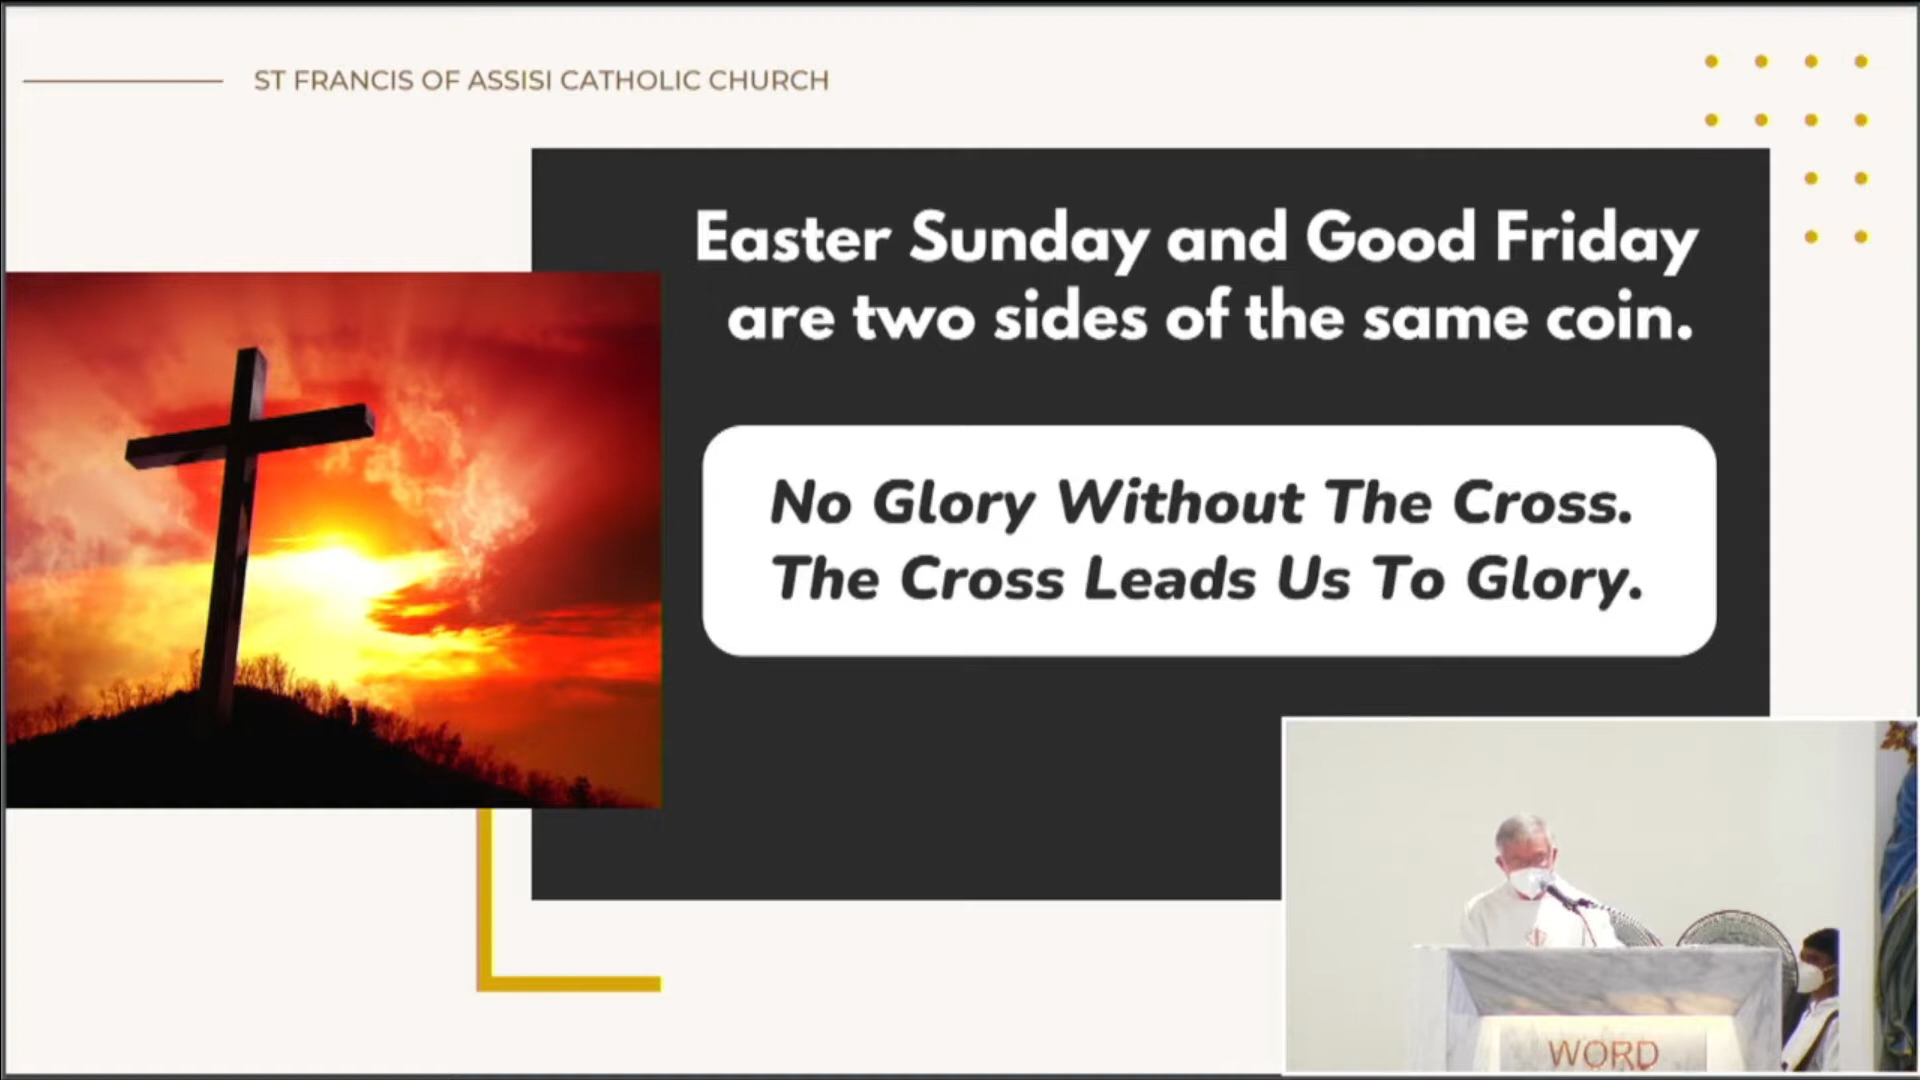 ST FRANCIS OF ASSISI CATHOLIC CHURCH
Easter Sunday and Good Friday
are two sides of the same coin.
No Glory Without The Cross.
The Cross Leads Us To Glory.
WORD